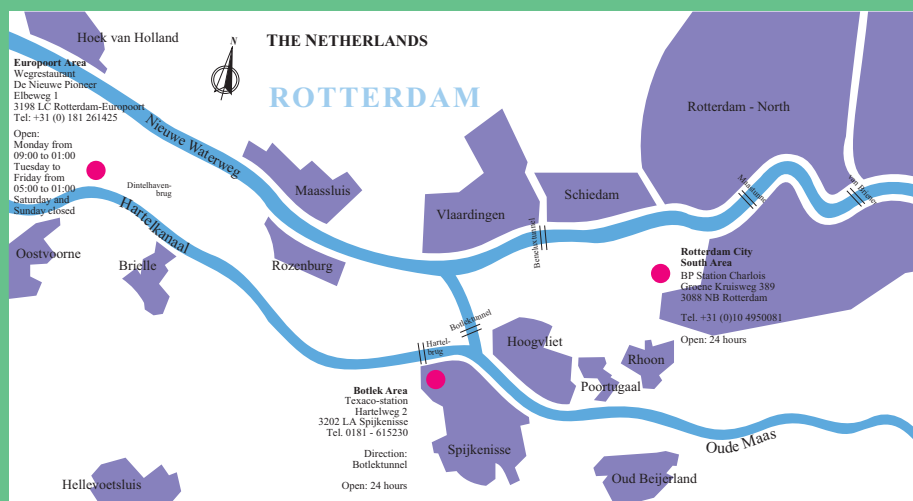 Hoek van Holland
N
THE NETHERLANDS
ROTTERDAM
Europoort Area
Wegrestaurant
De Nieuwe Pioneer
Elbeweg 1
3198 LC Rotterdam-Europoort
Tel: +31 (0) 181 261425
Open:
Monday from
09:00 to 01:00
Tuesday to
Friday from
05:00 to 01:00
Saturday and
Sunday closed
Nieuwe Waterweg
Dintelhaven-
brug
Hartelkanaal
Maassluis
Vlaardingen
Schiedam
Rotterdam - North
Maastunnel
van Brienen
Beneluxtunnel
Oostvoorne
Brielle
Rozenburg
Rotterdam City
South Area
BP Station Charlois
Groene Kruisweg 389
3088 NB Rotterdam
Tel. +31 (0)10 4950081
Open: 24 hours
Botlektunnel
Hartel-
brug
Hoogvliet
Rhoon
Poortugaal
Botlek Area
Texaco-station
Hartelweg 2
3202 LA Spijkenisse
Tel. 0181 - 615230
Direction:
Botlektunnel
Open: 24 hours
Spijkenisse
Oude Maas
Oud Beijerland
Hellevoetsluis